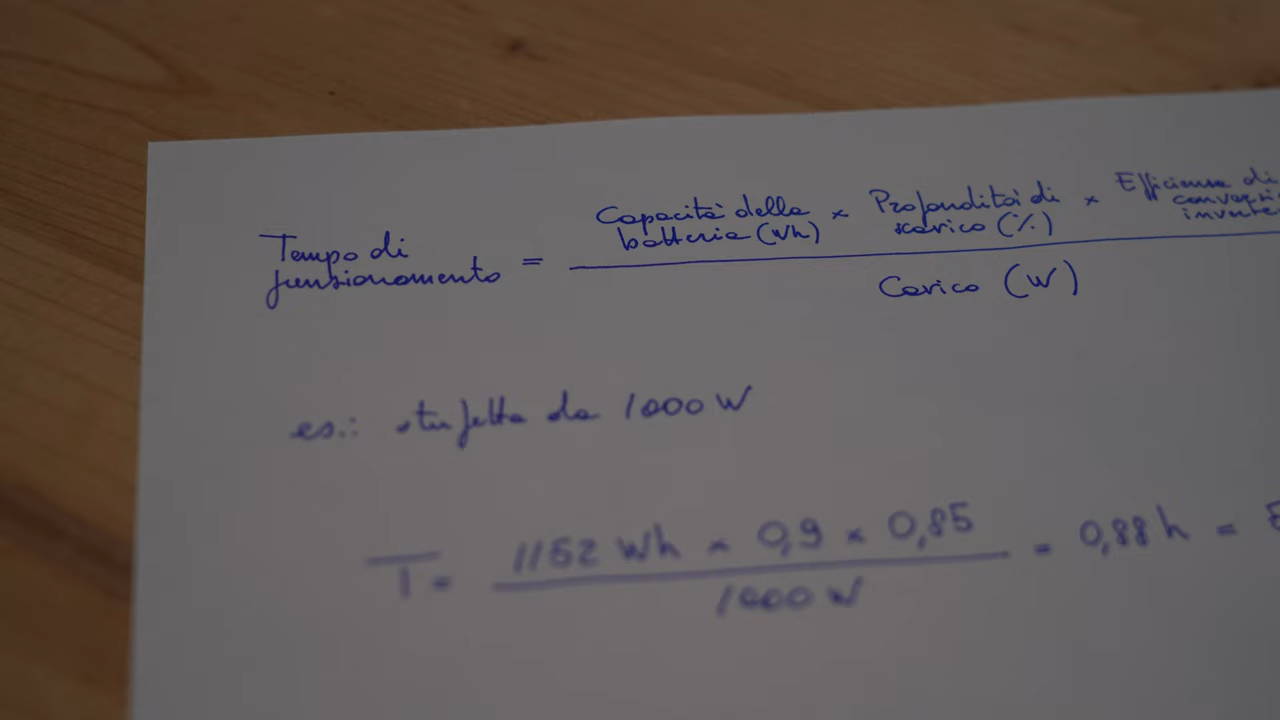 Tempo di
funzionamento = Capacità della batteria (Wh) × Profondità di scarico (%) × Efficienza di
Carico (W)
es.: stufetta da 1000 W
T = 1152 Wh × 0,9 × 0,85 = 0,88 h =
1000 W